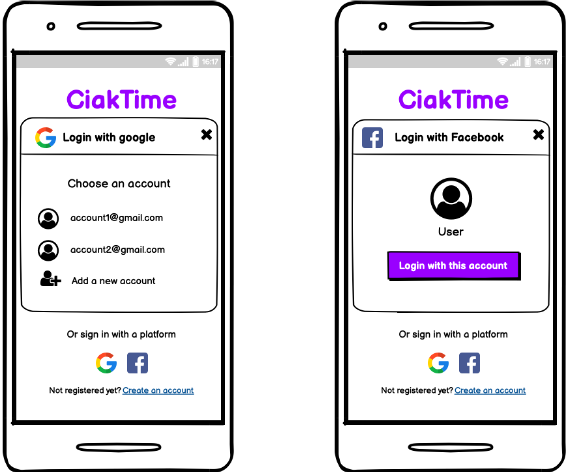 16:17
CiakTime
Login with google
Choose an account
account1@gmail.com
account2@gmail.com
Add a new account
Or sign in with a platform
Not registered yet? Create an account
16:17
CiakTime
Login with Facebook
User
Login with this account
Or sign in with a platform
Not registered yet? Create an account